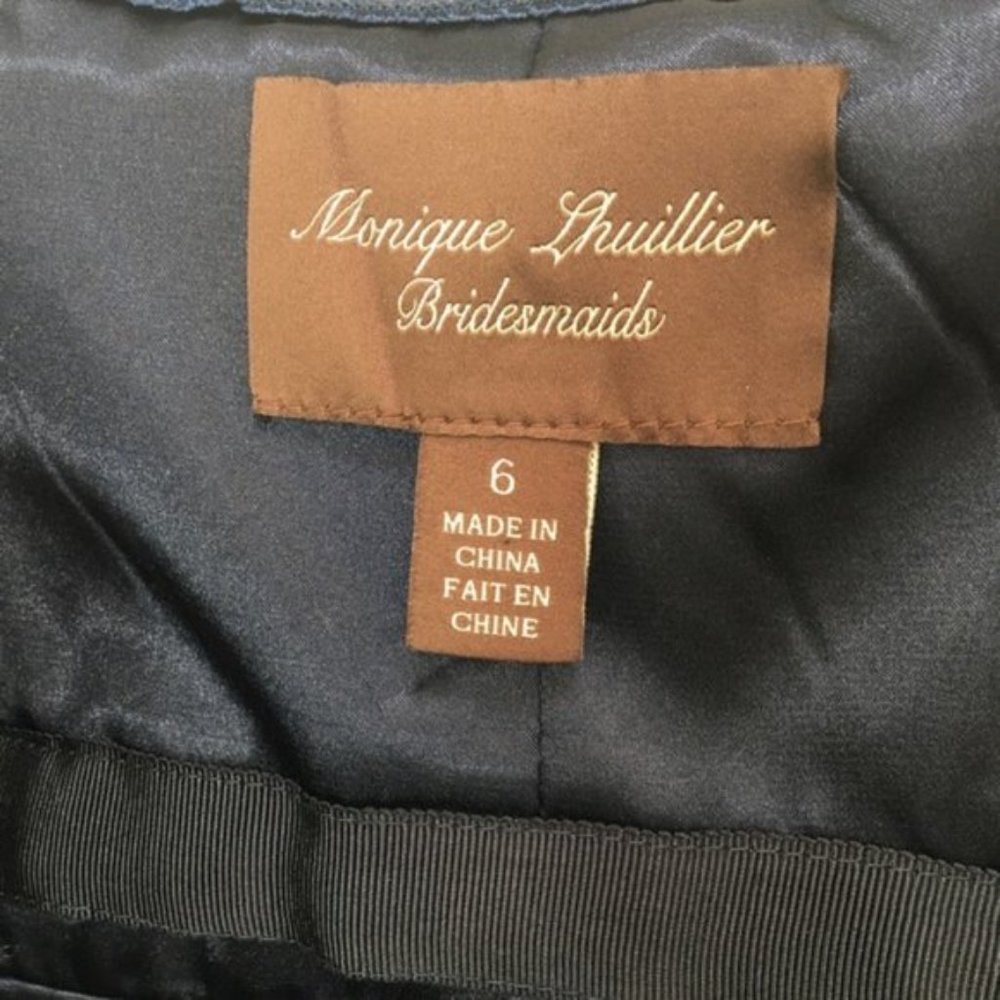 Monique Lhuillier
Bridesmaids
6
MADE IN
CHINA
FAIT EN
CHINE